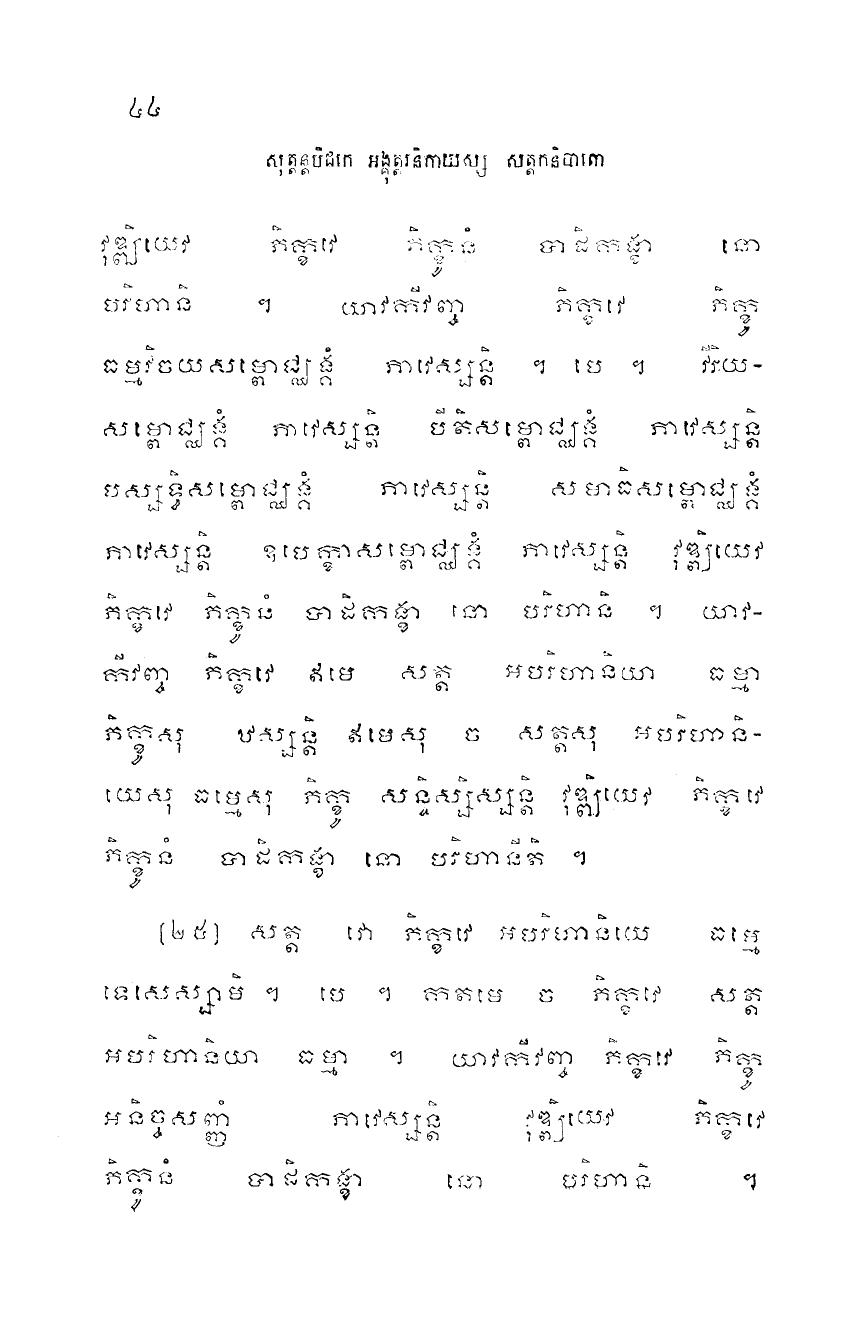 ៤៤
សុត្តន្តបិដកេ អង្គុត្តរនិកាយស្ស សត្តកនិបាតោ
វុឌ្ឍិយេវ ភិក្ខវេ ភិក្ខូនំ បាដិកង្ខា នោ
បរិហានិ ។ យាវកីវញ្ច ភិក្ខវេ ភិក្ខូ
ធម្មវិចយសម្ពោជ្ឈង្គំ ភាវេស្សន្តិ ។ បេ ។ វីរិយ-
សម្ពោជ្ឈង្គំ ភាវេស្សន្តិ បីតិសម្ពោជ្ឈង្គំ ភាវេស្សន្តិ
បស្សទ្ធិសម្ពោជ្ឈង្គំ ភាវេស្សន្តិ សមាធិសម្ពោជ្ឈង្គំ
ភាវេស្សន្តិ ឧបេក្ខាសម្ពោជ្ឈង្គំ ភាវេស្សន្តិ វុឌ្ឍិយេវ
ភិក្ខវេ ភិក្ខូនំ បាដិកង្ខា នោ បរិហានិ ។ យាវ-
កីវញ្ច ភិក្ខវេ ឥមេ សត្ត អបរិហានិយា ធម្មា
ភិក្ខូសុ ឋស្សន្តិ ឥមេសុ ច សត្តសុ អបរិហានិ-
យេសុ ធម្មេសុ ភិក្ខូ សន្ទិស្សិស្សន្តិ វុឌ្ឍិយេវ ភិក្ខវេ
ភិក្ខូនំ បាដិកង្ខា នោ បរិហានីតិ ។
[២៥] សត្ត វោ ភិក្ខវេ អបរិហានិយេ ធម្មេ
ទេសេស្សាមិ ។ បេ ។ កតមេ ច ភិក្ខវេ សត្ត
អបរិហានិយា ធម្មា ។ យាវកីវញ្ច ភិក្ខវេ ភិក្ខូ
អនិច្ចសញ្ញំ ភាវេស្សន្តិ វុឌ្ឍិយេវ ភិក្ខវេ
ភិក្ខូនំ បាដិកង្ខា នោ បរិហានិ ។